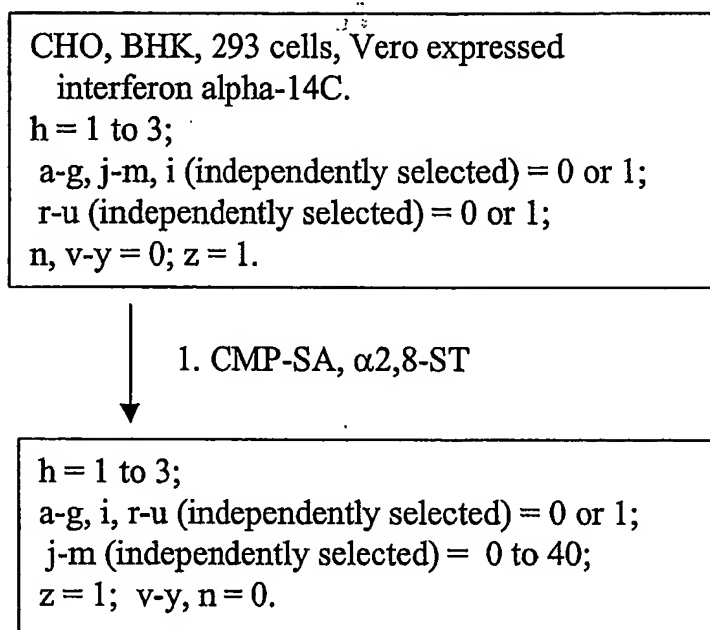 CHO, BHK, 293 cells, Vero expressed
interferon alpha-14C.
h = 1 to 3;
a-g, j-m, i (independently selected) = 0 or 1;
r-u (independently selected) = 0 or 1;
n, v-y = 0; z = 1.
1. CMP-SA, α2,8-ST
h = 1 to 3;
a-g, i, r-u (independently selected) = 0 or 1;
j-m (independently selected) = 0 to 40;
z = 1; v-y, n = 0.